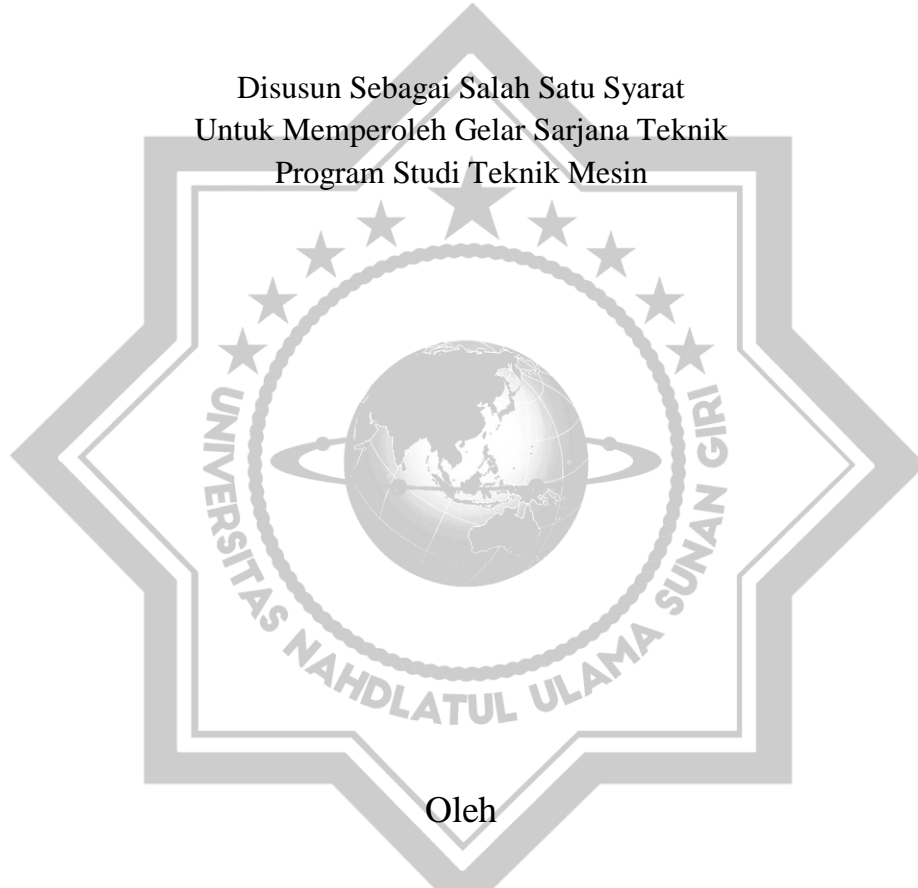 Disusun Sebagai Salah Satu Syarat
Untuk Memperoleh Gelar Sarjana Teknik
Program Studi Teknik Mesin
UNIVERSITAS NAHDLATUL ULAMA SUNAN GIRI
Oleh